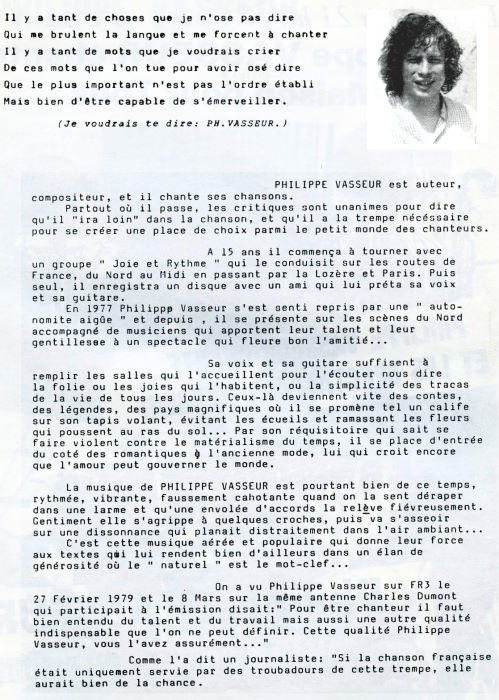 Il y a tant de choses que je n'ose pas dire
Qui me brulent la langue et me forcent à chanter
Il y a tant de mots que je voudrais crier
De ces mots que l'on tue pour avoir osé dire
Que le plus important n'est pas l'ordre établi
Mais bien d'être capable de s'émerveiller.
(Je voudrais te dire: PH.VASSEUR.)
PHILIPPE VASSEUR est auteur,
compositeur, et il chante ses chansons.
Partout où il passe, les critiques sont unanimes pour dire
qu'il "ira loin" dans la chanson, et qu'il a la trempe nécéssaire
pour se créer une place de choix parmi le petit monde des chanteurs.
A 15 ans il commença à tourner avec
un groupe " Joie et Rythme " qui le conduisit sur les routes de
France, du Nord au Midi en passant par la Lozère et Paris. Puis
seul, il enregistra un disque avec un ami qui lui prêta sa voix
et sa guitare.
En 1977 Philippp Vasseur s'est senti repris par une " auto-
nomite aigûe " et depuis , il se présente sur les scènes du Nord
accompagné de musiciens qui apportent leur talent et leur
gentillesee à un spectacle qui fleure bon l'amitié...
Sa voix et sa guitare suffisent à
remplir les salles qui l'accueillent pour l'écouter nous dire
la folie ou les joies qui l'habitent, ou la simplicité des tracas
de la vie de tous les jours. Ceux-là deviennent vite des contes,
des légendes, des pays magnifiques où il se promène tel un calife
sur son tapis volant, évitant les écueils et ramassant les fleurs
qui poussent au ras du sol... Par son réquisitoire qui sait se
faire violent contre le matérialisme du temps, il se place d'entrée
du coté des romantiques à l'ancienne mode, lui qui croit encore
que l'amour peut gouverner le monde.
La musique de PHILIPPE VASSEUR est pourtant bien de ce temps,
rythmée, vibrante, faussement cahotante quand on la sent déraper
dans une larme et qu'une envolée d'accords la relève fiévreusement.
Gentiment elle s'agrippe à quelques croches, puis va s'asseoir
sur une dissonnance qui planait distraitement dans l'air ambiant...
C'est cette musique aérée et populaire qui donne leur force
aux textes qui lui rendent bien d'ailleurs dans un élan de
générosité où le " naturel " est le mot-clef...
On a vu Philippe Vasseur sur FR3 le
27 Février 1979 et le 8 Mars sur la même antenne Charles Dumont
qui participait à l'émission disait:" Pour être chanteur il faut
bien entendu du talent et du travail mais aussi une autre qualité
indispensable que l'on ne peut définir. Cette qualité Philippe
Vasseur, vous l'avez assurément..."
Comme l'a dit un journaliste: "Si la chanson française
était uniquement servie par des troubadours de cette trempe, elle
aurait bien de la chance.